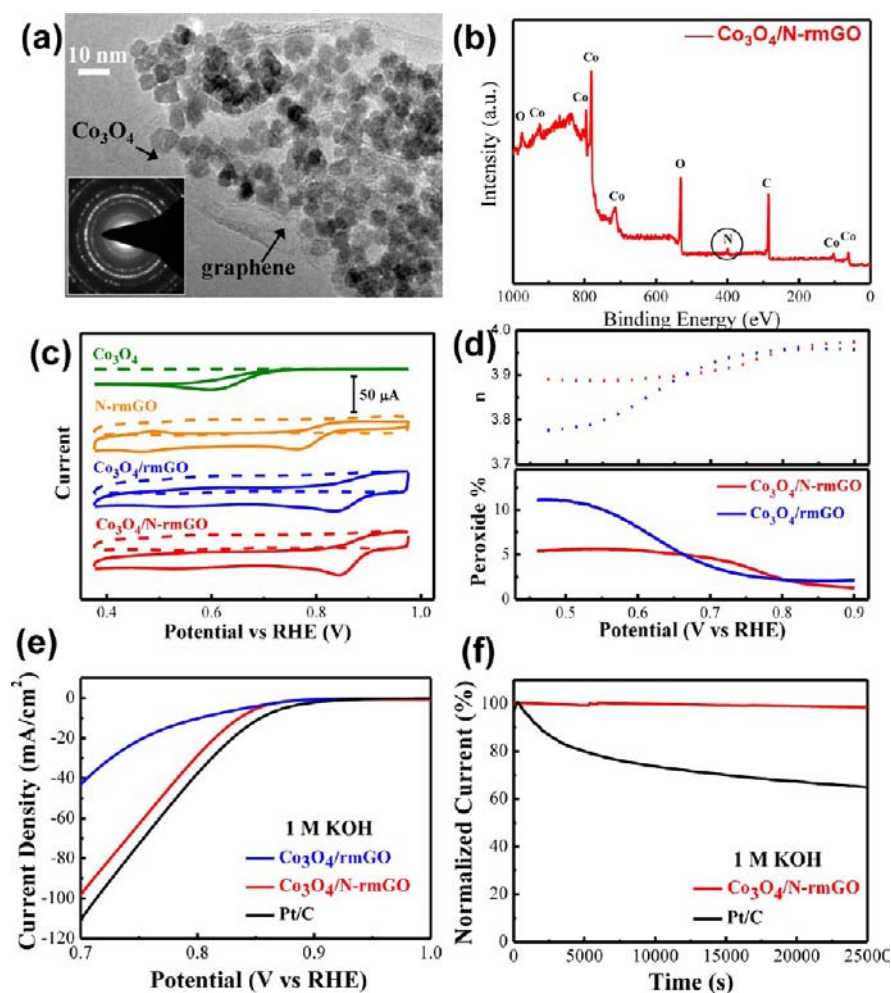 (a)
10 nm
Co3O4
graphene
(b)
Co3O4/N-rmGO
Intensity (a.u.)
O
Co
Co
Co
Co
O
N
C
Co
Co
1000 800 600 400 200 0
Binding Energy (eV)
(c)
Current
Co3O4
50 μA
N-rmGO
Co3O4/rmGO
Co3O4/N-rmGO
0.4 0.6 0.8 1.0
Potential vs RHE (V)
(d)
n
4.0
3.9
3.8
3.7
Peroxide %
10
5
0
Co3O4/N-rmGO
Co3O4/rmGO
0.5 0.6 0.7 0.8 0.9
Potential (V vs RHE)
(e)
Current Density (mA/cm2)
0
-20
-40
-60
-80
-100
-120
1 M KOH
Co3O4/rmGO
Co3O4/N-rmGO
Pt/C
0.7 0.8 0.9 1.0
Potential (V vs RHE)
(f)
Normalized Current (%)
100
80
60
40
20
0
1 M KOH
Co3O4/N-rmGO
Pt/C
0 5000 10000 15000 20000 2500
Time (s)